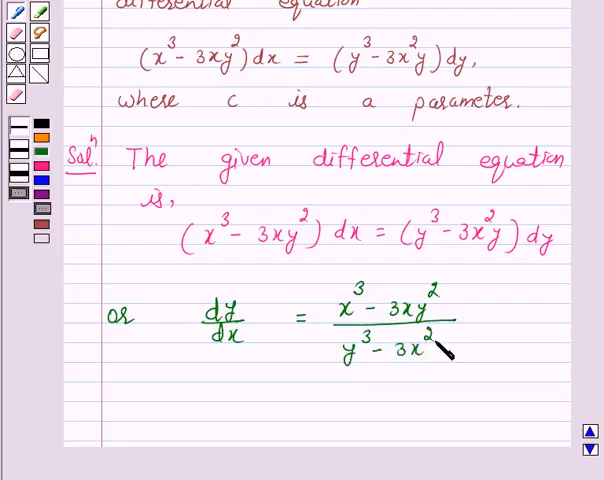 differential equation
(x³ - 3xy²) dx = (y³ - 3x²y) dy,
where c is a parameter.
Solⁿ. The given differential equation
is,
(x³ - 3xy²) dx = (y³ - 3x²y) dy
or dy/dx = x³ - 3xy² / y³ - 3x²